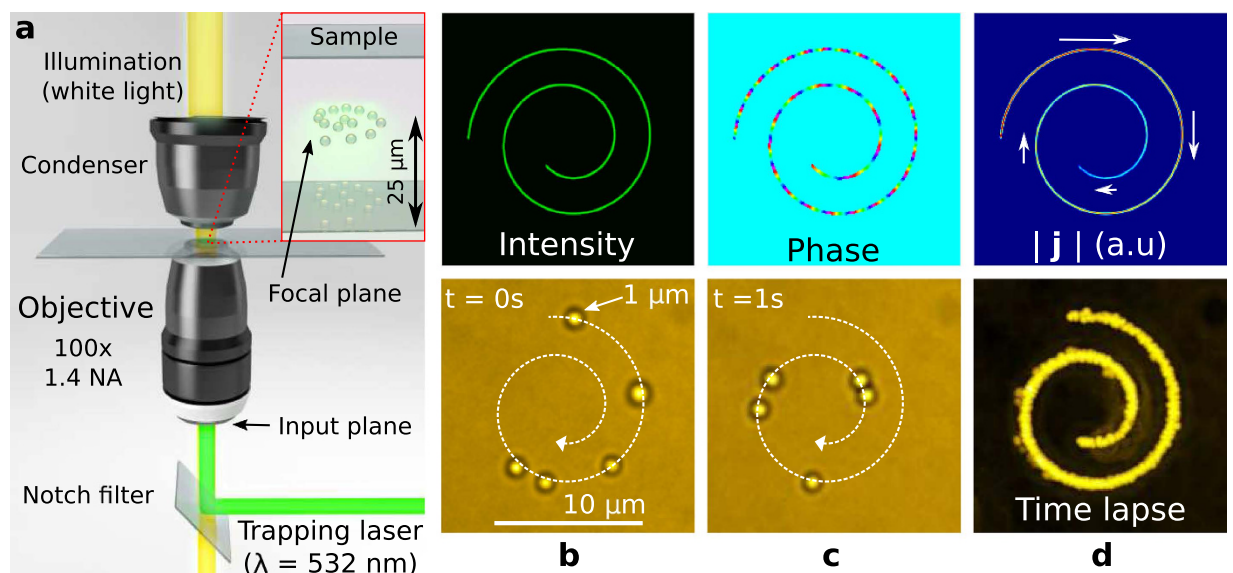 a
Illumination
(white light)
Sample
Condenser
25 μm
Focal plane
Objective
100x
1.4 NA
Input plane
Notch filter
Trapping laser
(λ = 532 nm)
Intensity
Phase
| j | (a.u)
t = 0s
1 μm
10 μm
t =1s
Time lapse
b
c
d